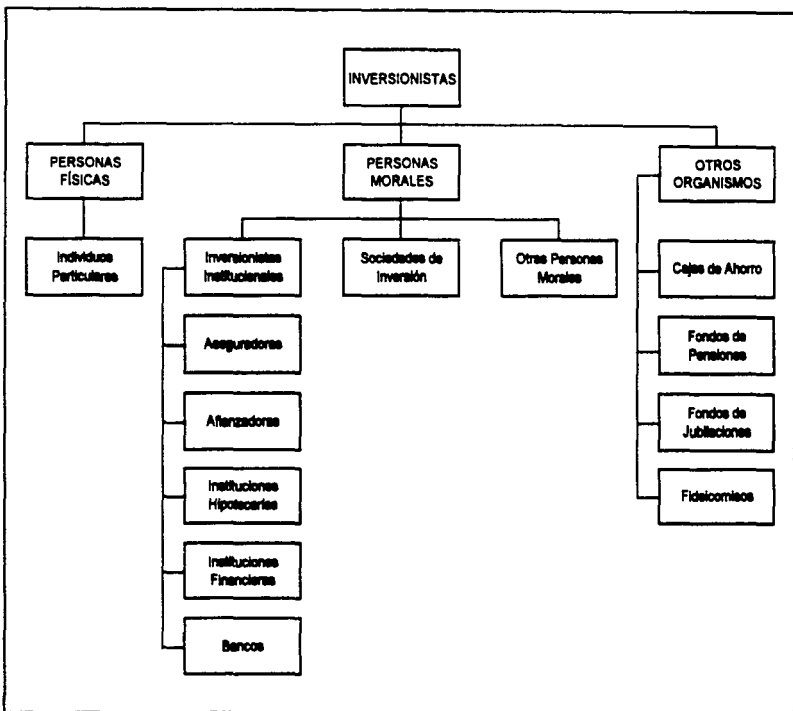 INVERSIONISTAS
PERSONAS
FÍSICAS
PERSONAS
MORALES
OTROS
ORGANISMOS
Individuos
Particulares
Inversionistas
Institucionales
Sociedades de
Inversión
Otras Personas
Morales
Cajas de Ahorro
Aseguradoras
Fondos de
Pensiones
Afianzadoras
Fondos de
Jubilaciones
Instituciones
Hipotecarias
Fideicomisos
Instituciones
Financieras
Bancos